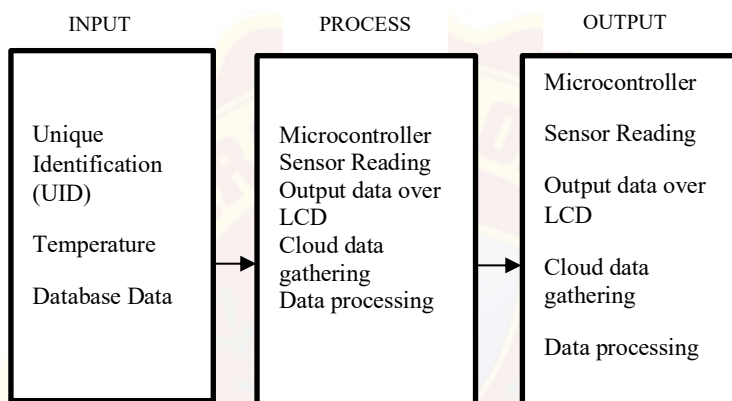 INPUT
PROCESS
OUTPUT
Unique
Identification
(UID)
Temperature
Database Data
Microcontroller
Sensor Reading
Output data over
LCD
Cloud data
gathering
Data processing
Microcontroller
Sensor Reading
Output data over
LCD
Cloud data
gathering
Data processing